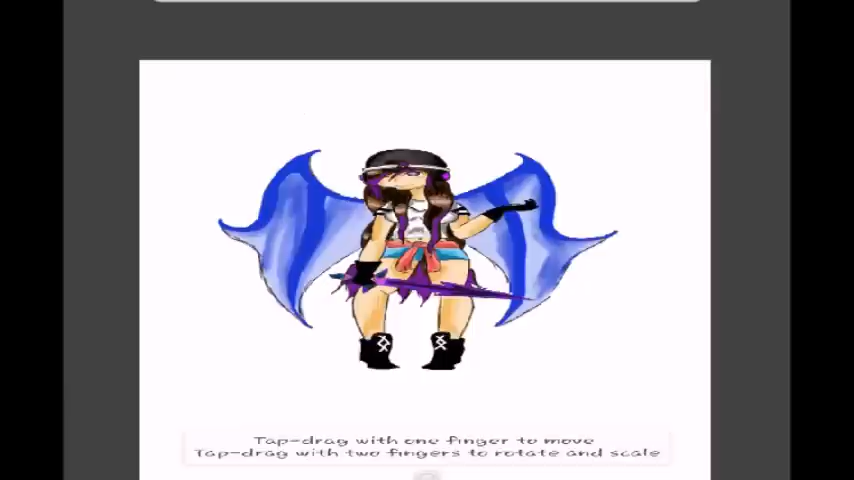 Tap-drag with one finger to move
Tap-drag with two fingers to rotate and scale